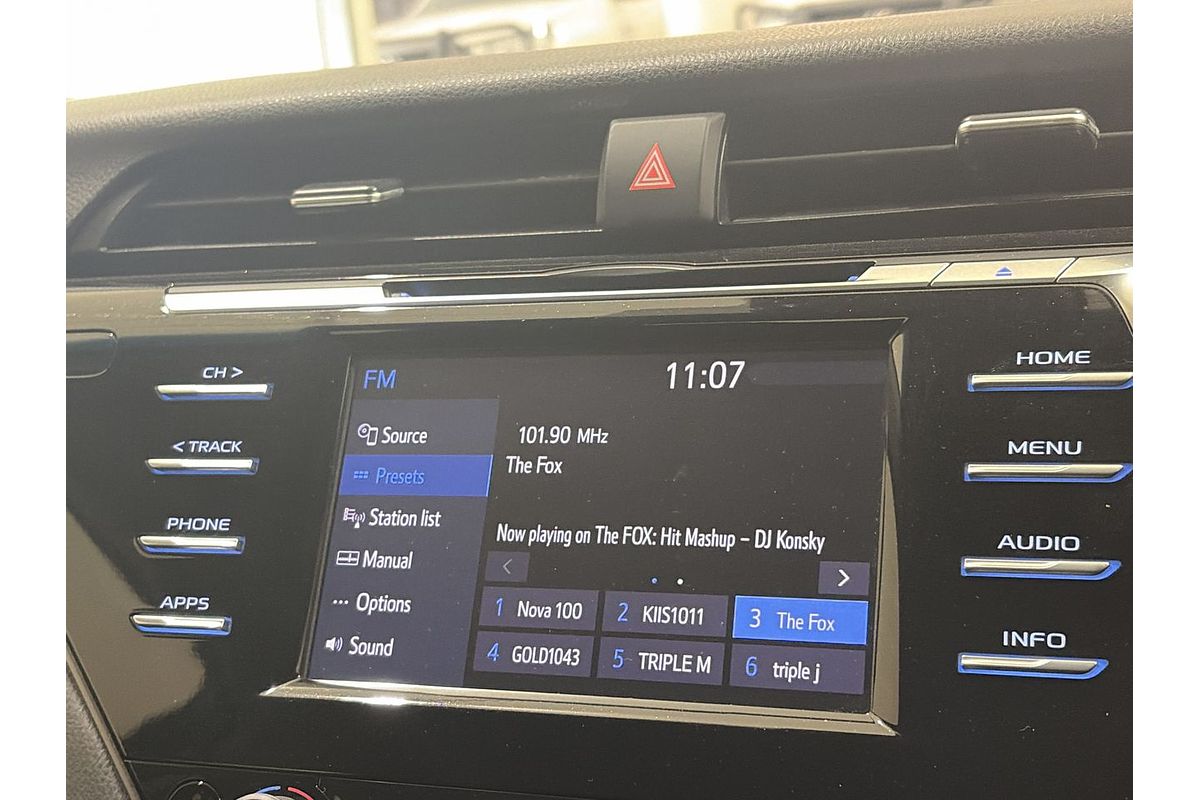 CH >
< TRACK
PHONE
APPS
FM
11:07
Source
Presets
Station list
Manual
Options
Sound
101.90 MHz
The Fox
Now playing on The FOX: Hit Mashup – DJ Konsky
< >
1 Nova 100
2 KIIS1011
3 The Fox
4 GOLD1043
5 TRIPLE M
6 triple j
HOME
MENU
AUDIO
INFO